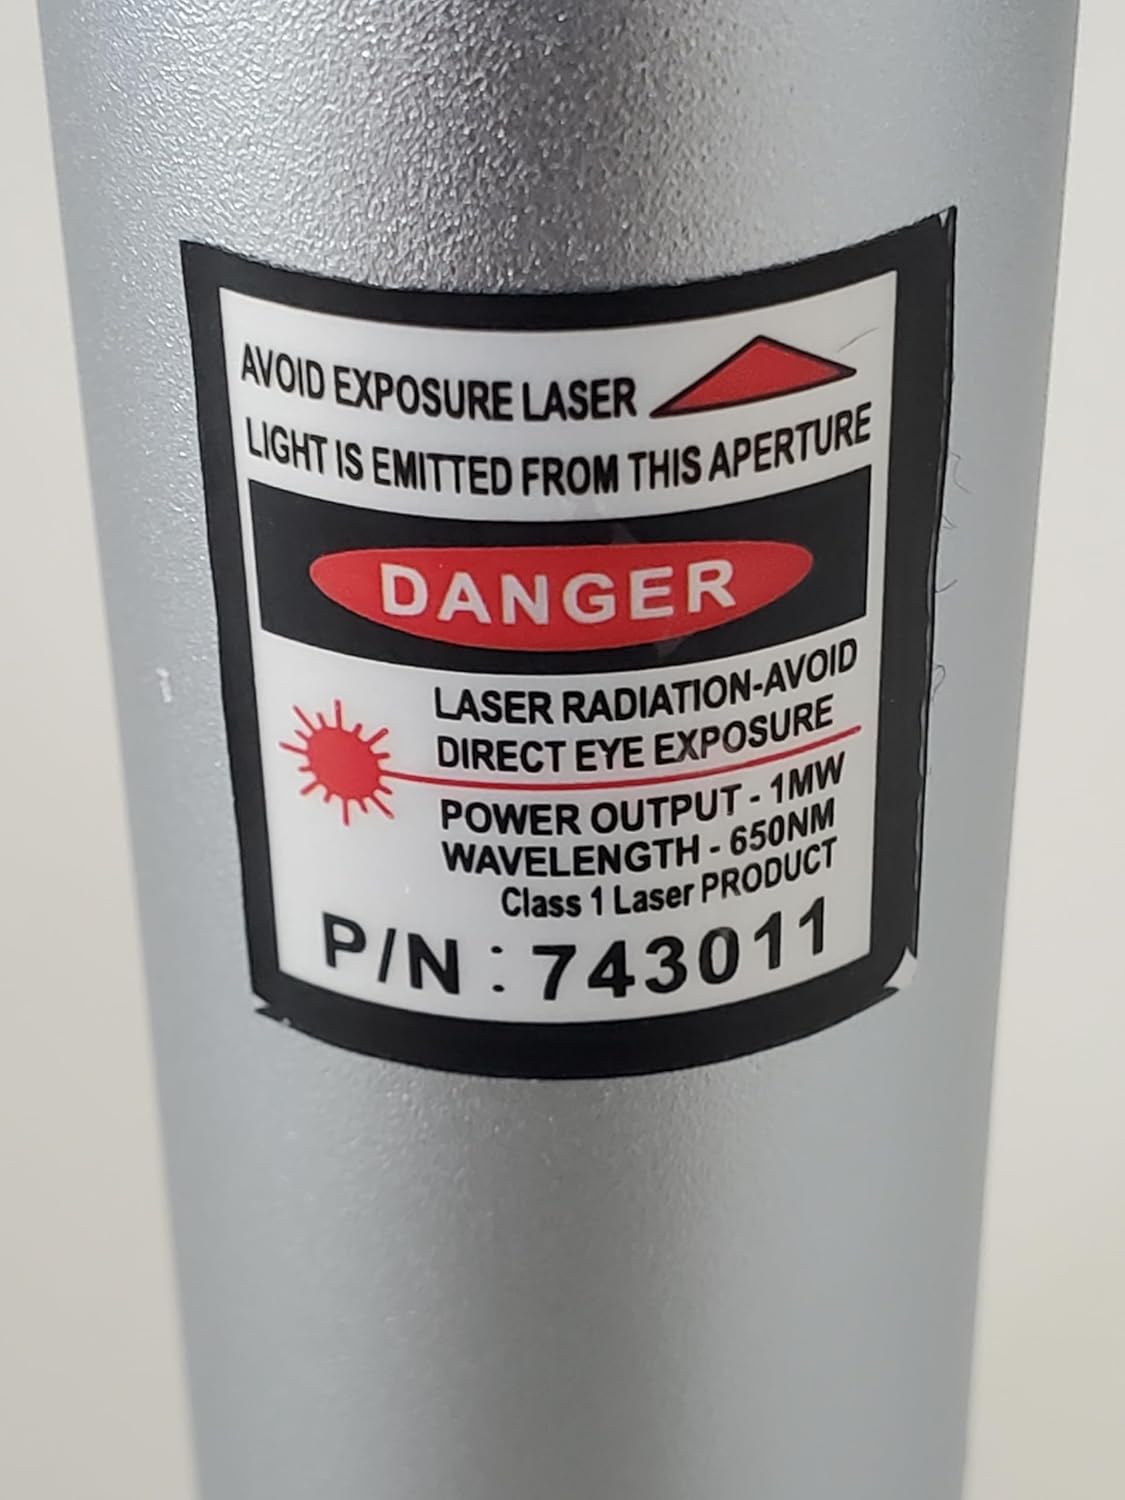 AVOID EXPOSURE LASER
LIGHT IS EMITTED FROM THIS APERTURE
DANGER
LASER RADIATION-AVOID
DIRECT EYE EXPOSURE
POWER OUTPUT - 1MW
WAVELENGTH - 650NM
Class 1 Laser PRODUCT
P/N : 743011